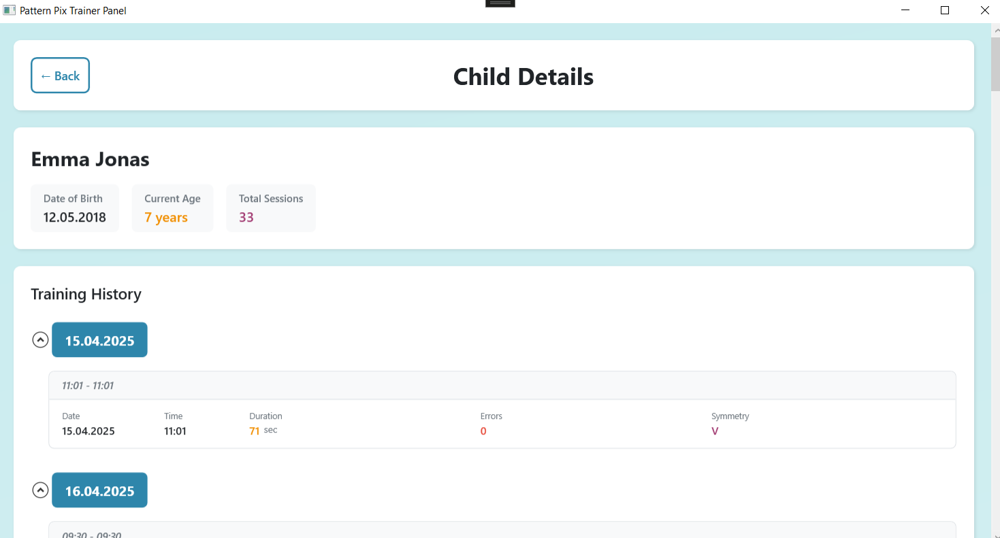 Pattern Pix Trainer Panel
← Back
Child Details
Emma Jonas
Date of Birth Current Age Total Sessions
12.05.2018 7 years 33
Training History
15.04.2025
11:01 - 11:01
Date Time Duration Errors Symmetry
15.04.2025 11:01 71 sec 0 V
16.04.2025
09:30 - 09:30